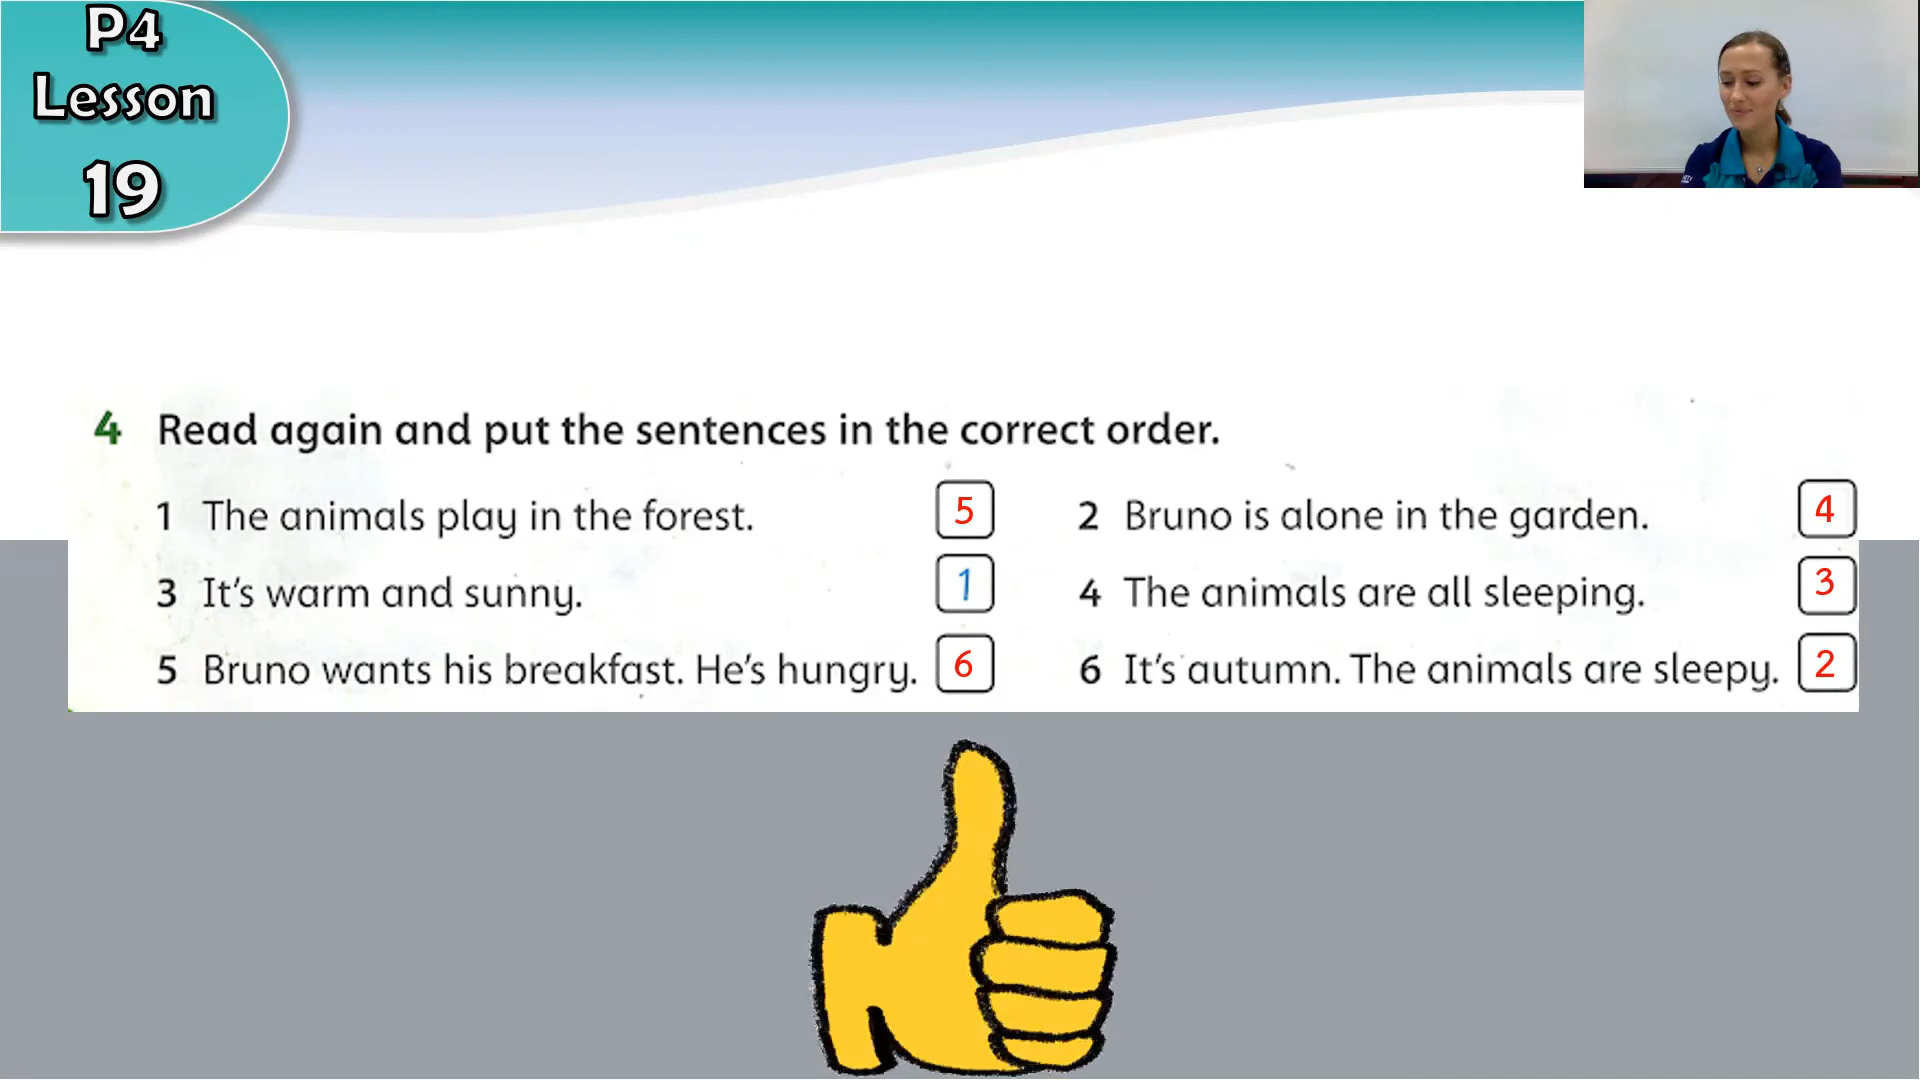 P4
Lesson
19
4 Read again and put the sentences in the correct order.
1 The animals play in the forest. 5
2 Bruno is alone in the garden. 4
3 It's warm and sunny. 1
4 The animals are all sleeping. 3
5 Bruno wants his breakfast. He's hungry. 6
6 It's autumn. The animals are sleepy. 2